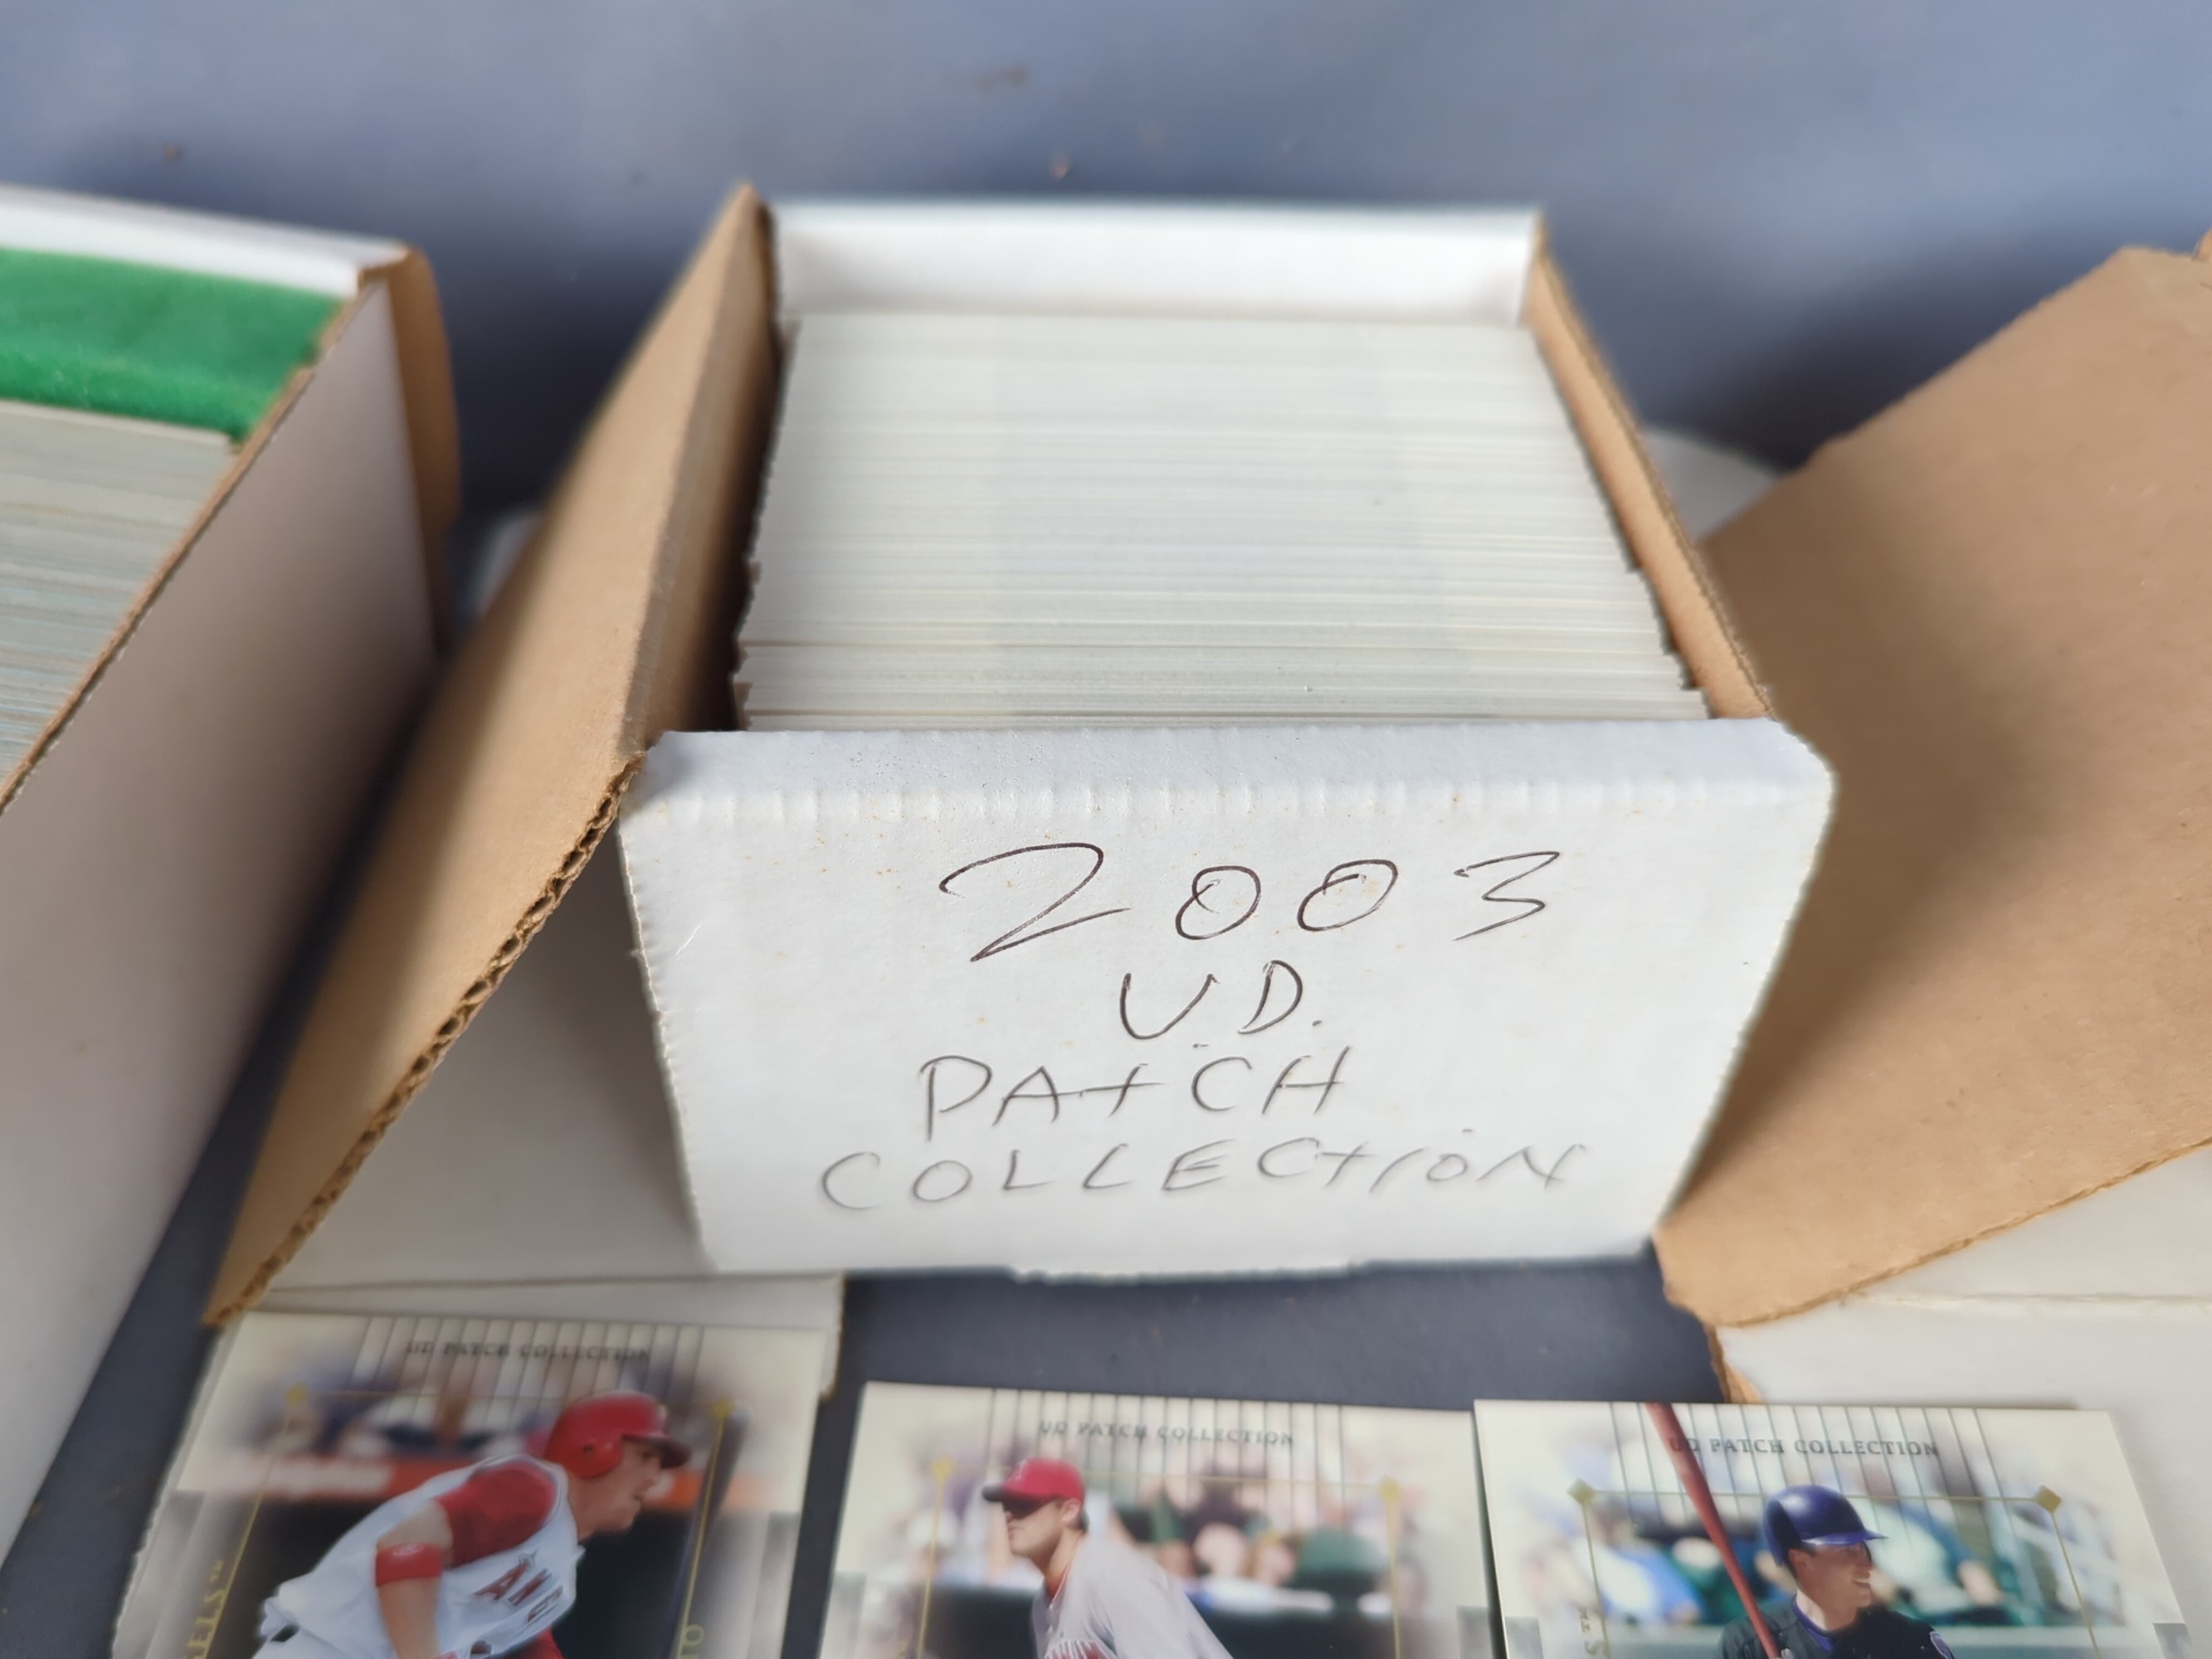 2003
U.D.
PATCH
COLLECTION
UD PATCH COLLECTION
UD PATCH COLLECTION
UD PATCH COLLECTION